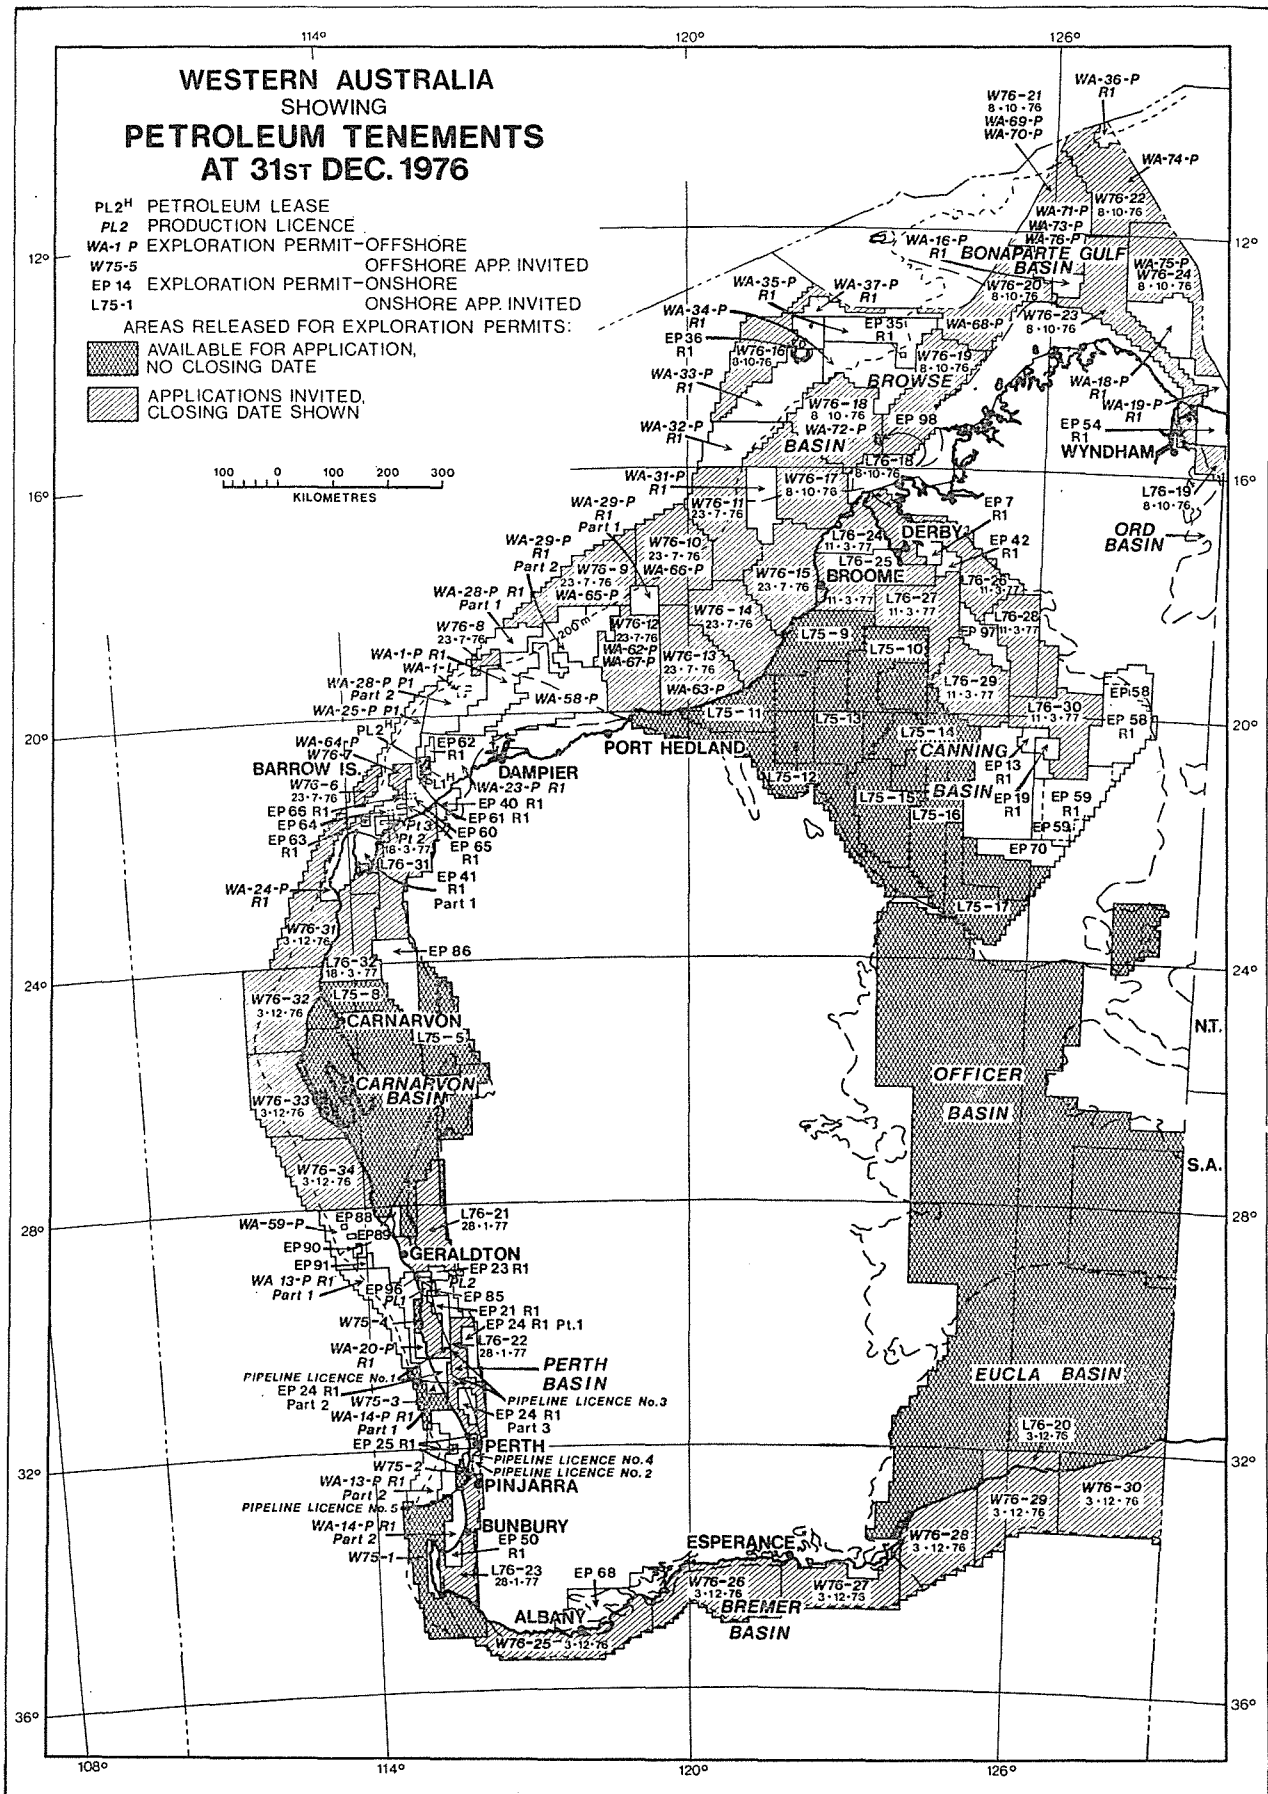 114°
120°
126°
WESTERN AUSTRALIA
SHOWING
PETROLEUM TENEMENTS
AT 31ST DEC. 1976
PL2H PETROLEUM LEASE
PL2 PRODUCTION LICENCE
WA-1 P EXPLORATION PERMIT-OFFSHORE
W75-5 OFFSHORE APP. INVITED
EP 14 EXPLORATION PERMIT-ONSHORE
L75-1 ONSHORE APP. INVITED
AREAS RELEASED FOR EXPLORATION PERMITS:
AVAILABLE FOR APPLICATION,
NO CLOSING DATE
APPLICATIONS INVITED,
CLOSING DATE SHOWN
100 0 100 200 300
KILOMETRES
WA-36-P
R1
W76-21
8·10·76
WA-69-P
WA-70-P
WA-74-P
W76-22
8·10·76
WA-71-P
WA-73-P
WA-76-P
WA-16-P
R1
BONAPARTE GULF
BASIN
WA-75-P
W76-24
8·10·76
W76-20
8·10·76
W76-23
8·10·76
12°
12°
WA-35-P
R1
WA-37-P
R1
WA-34-P
R1
EP 35
R1
WA-68-P
EP 36
R1
W76-16
8·10·76
W76-19
8·10·76
WA-33-P
R1
BROWSE
BASIN
WA-18-P
R1
WA-19-P
R1
W76-18
8 10·76
WA-72-P
EP 98
WA-32-P
R1
EP 54
R1
WYNDHAM
L76-18
8·10·76
WA-31-P
R1
W76-17
8·10·76
16°
16°
L76-19
8·10·76
ORD
BASIN
WA-29-P
R1
Part 1
W76-11
23·7·76
EP 7
R1
L76-24
11·3·77
DERBY
EP 42
R1
WA-29-P
R1
Part 2
W76-10
23·7·76
WA-66-P
L76-25
BROOME
11·3·77
W76-9
23·7·76
WA-65-P
W76-15
23·7·76
L76-26
11·3·77
WA-28-P R1
Part 1
L76-27
11·3·77
W76-14
23·7·76
L76-28
11·3·77
W76-8
23·7·76
200m
W76-12
23·7·76
WA-62-P
WA-67-P
L75-9
EP 97
L75-10
WA-1-P R1
WA-1-L
W76-13
23·7·76
WA-28-P P1
Part 2
L76-29
11·3·77
EP 58
WA-58-P
WA-63-P
L76-30
11·3·77
EP 58
R1
WA-25-P P1
L75-11
L75-13
L75-14
PL2H
20°
20°
PORT HEDLAND
CANNING
BASIN
WA-64-P
W76-7
EP 62
R1
DAMPIER
EP 13
R1
BARROW IS.
L1H
WA-23-P R1
L75-12
EP 19
R1
EP 59
R1
W76-6
23·7·76
EP 40 R1
EP 61 R1
EP 60
EP 65
R1
L75-15
L75-16
EP 59
EP 66 R1
EP 64
EP 63
R1
Pt 3
Pt 2
18·3·77
L76-31
EP 70
EP 41
R1
Part 1
WA-24-P
R1
L75-17
W76-31
3·12·76
EP 86
L76-32
18·3·77
24°
24°
L75-8
W76-32
3·12·76
CARNARVON
L75-5
N.T.
CARNARVON
BASIN
OFFICER
BASIN
W76-33
3·12·76
W76-34
3·12·76
S.A.
EP 88
L76-21
28·1·77
28°
28°
WA-59-P
EP 89
EP 90
GERALDTON
EP 91
EP 23 R1
WA 13-P R1
Part 1
EP 96
PL1
PL2
EP 85
EP 21 R1
W75-4
EP 24 R1 Pt.1
L76-22
28·1·77
WA-20-P
R1
PERTH
BASIN
PIPELINE LICENCE No.1
EP 24 R1
Part 2
EUCLA BASIN
W75-3
PIPELINE LICENCE No.3
WA-14-P R1
Part 1
EP 24 R1
Part 3
L76-20
3·12·76
EP 25 R1
PERTH
W75-2
PIPELINE LICENCE No.4
PIPELINE LICENCE No.2
32°
32°
WA-13-P R1
Part 2
PINJARRA
W76-30
3·12·76
W76-29
3·12·76
PIPELINE LICENCE No.5
WA-14-P R1
Part 2
BUNBURY
EP 50
R1
W76-28
3·12·76
ESPERANCE
W75-1
L76-23
28·1·77
EP 68
W76-26
3·12·76
W76-27
3·12·73
BREMER
BASIN
ALBANY
W76-25 3·12·76
36°
36°
108°
114°
120°
126°